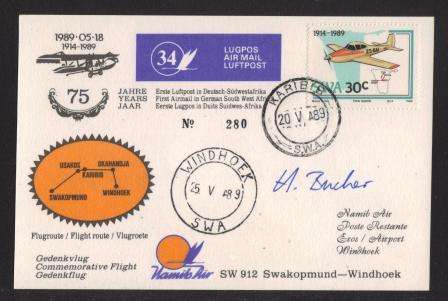 1989-05-18
1914-1989
75
JAHRE
YEARS
JAAR
34
LUGPOS
AIR MAIL
LUFTPOST
Erste Luftpost in Deutsch-Südwestafrika
First Airmail in German South West Africa
Eerste Lugpos in Duits Suidwes-Afrika
No 280
1914-1989
SWA 30c
KARIBIB
20 V 89
S.W.A.
WINDHOEK
25 V 89
SWA
USAKOS
OKAHANDJA
KARIBIB
SWAKOPMUND
WINDHOEK
Flugroute / Flight route / Vlugroete
H. Bucher
Namib Air
Poste Restante
Eros / Airport
Windhoek
Gedenkvlug
Commemorative Flight
Gedenkflug
Namib Air
SW 912 Swakopmund—Windhoek